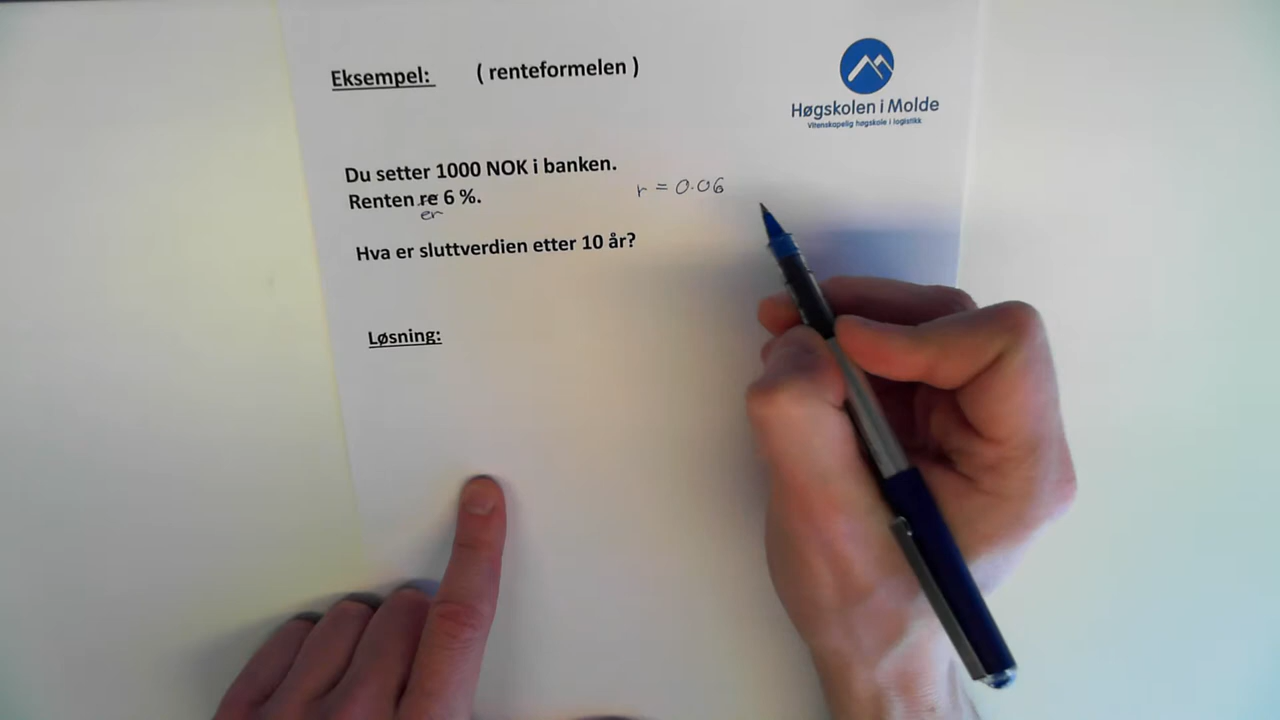 Eksempel: ( renteformelen )
Høgskolen i Molde
Vitenskapelig høgskole i logistikk
Du setter 1000 NOK i banken.
Renten re 6 %.
er
r = 0.06
Hva er sluttverdien etter 10 år?
Løsning: